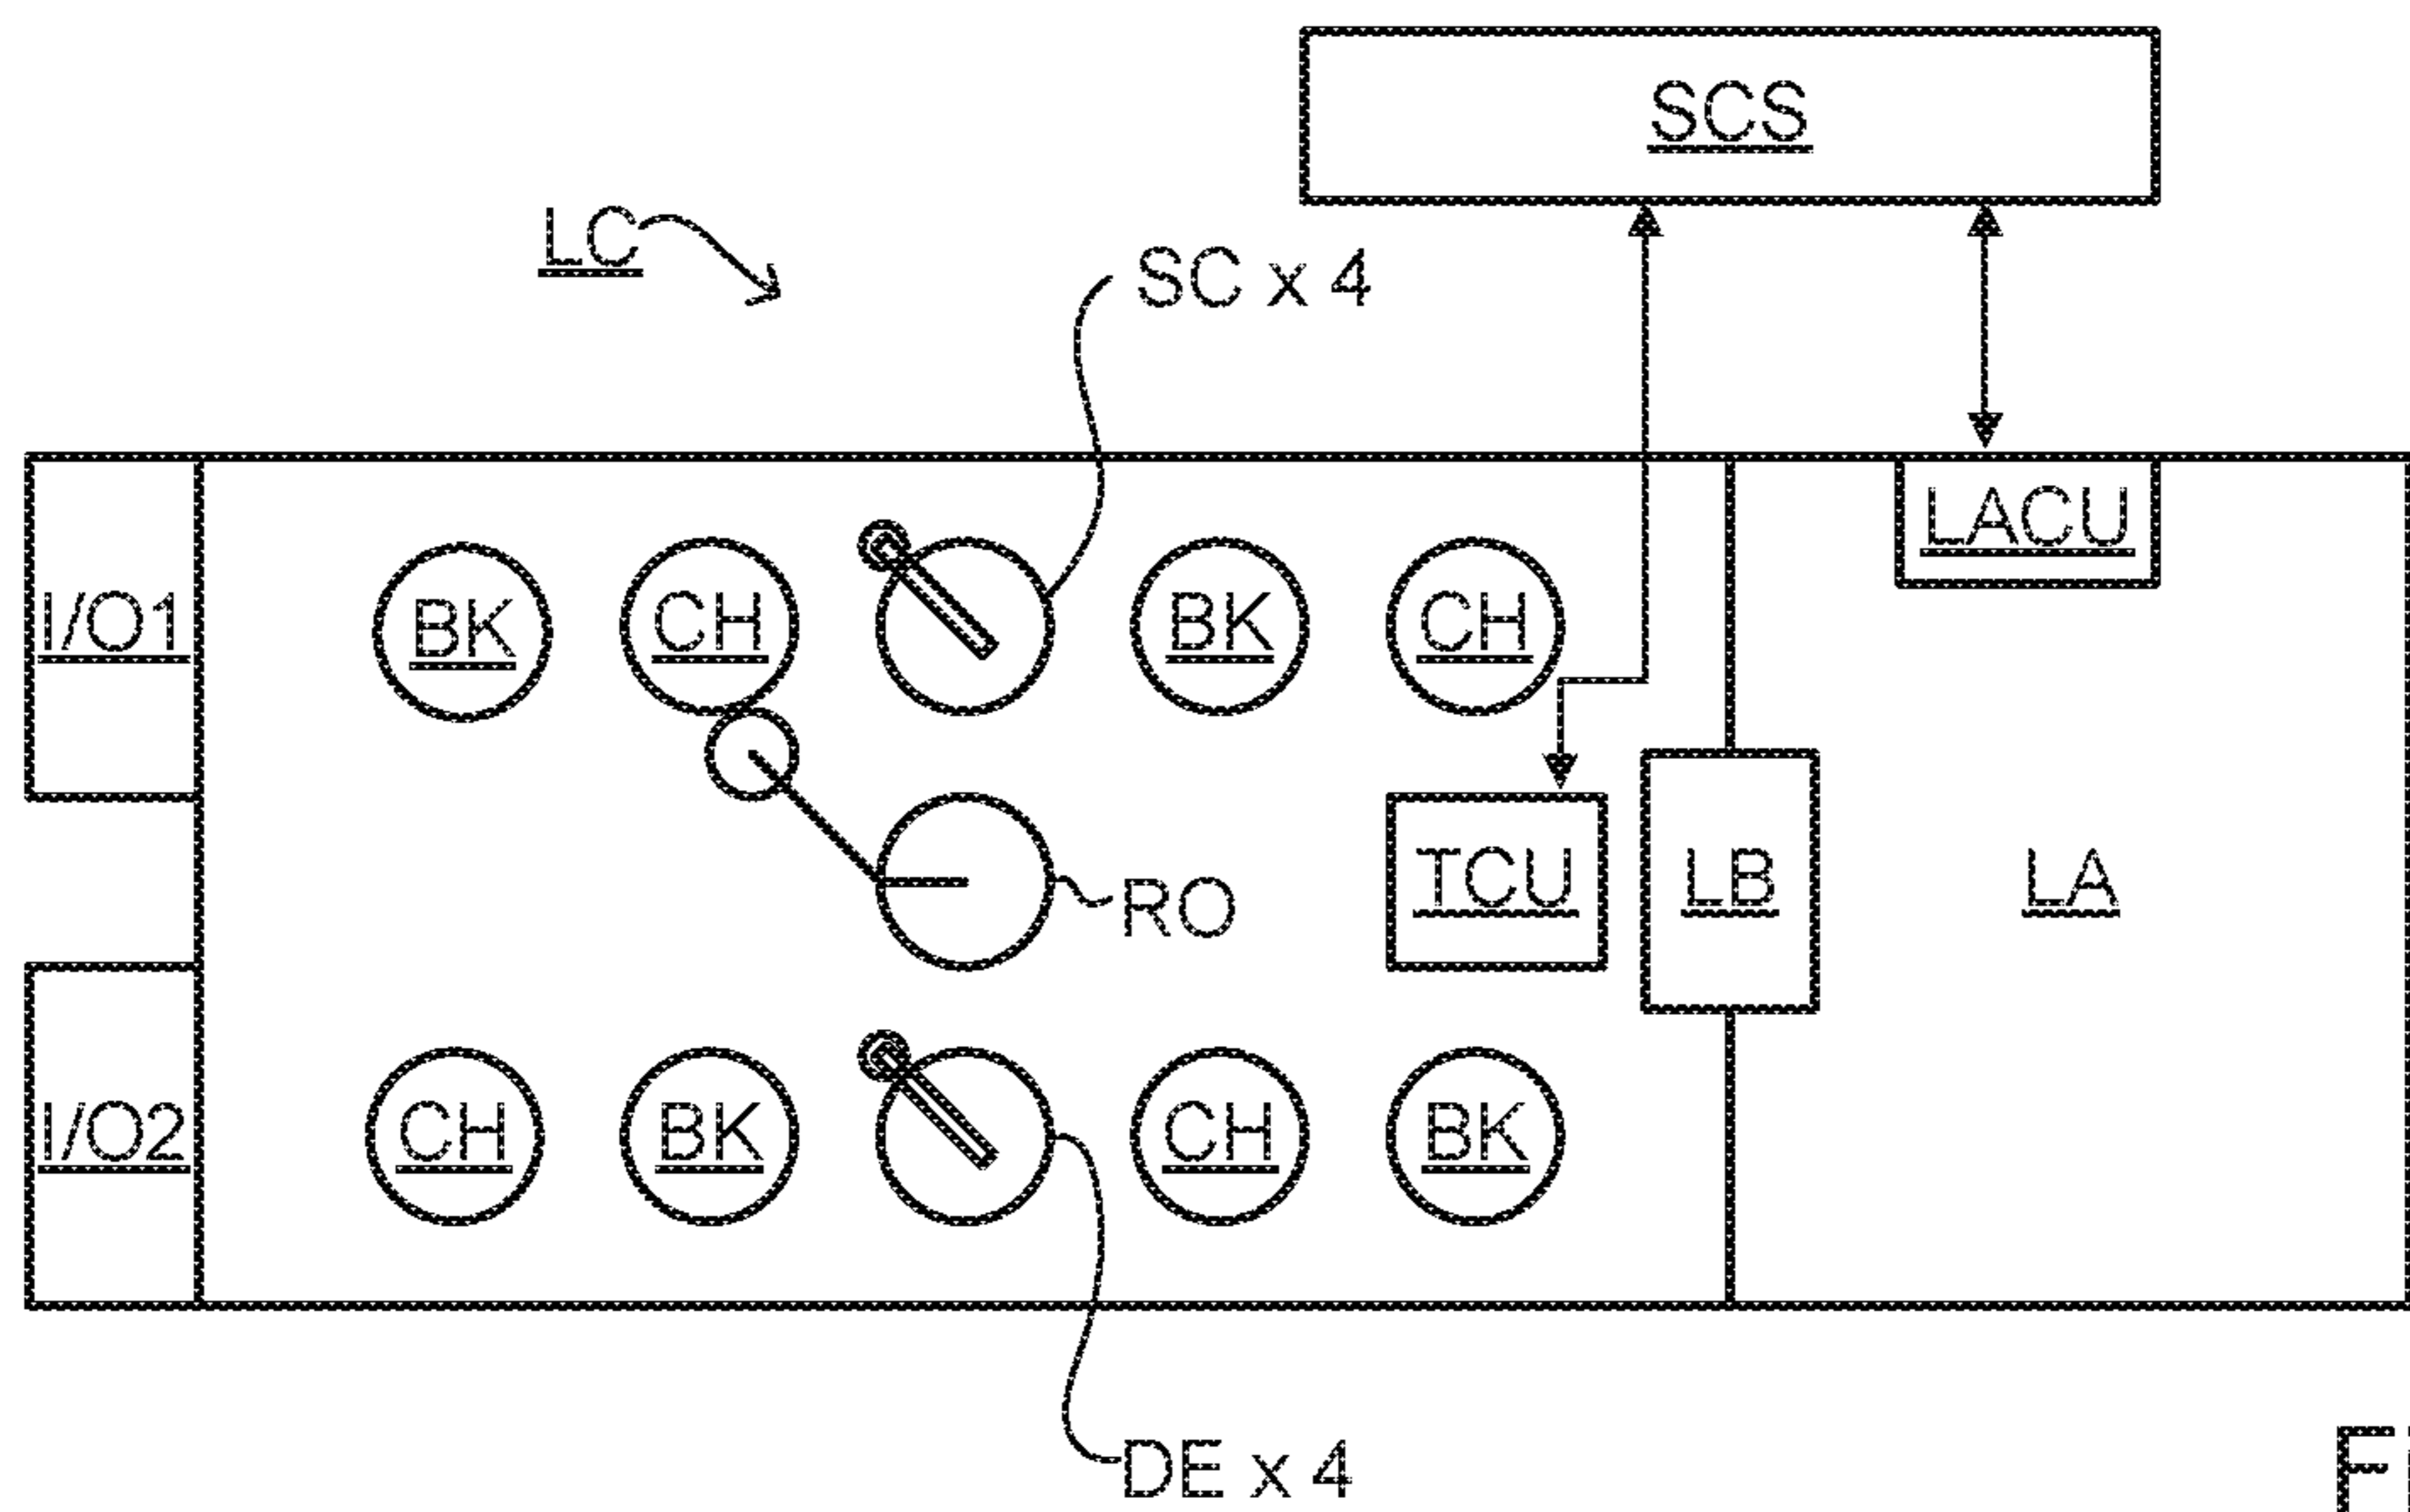 SCS
LC
SC x 4
LACU
I/O1
BK
CH
BK
CH
RO
TCU
LB
LA
I/O2
CH
BK
CH
BK
DE x 4